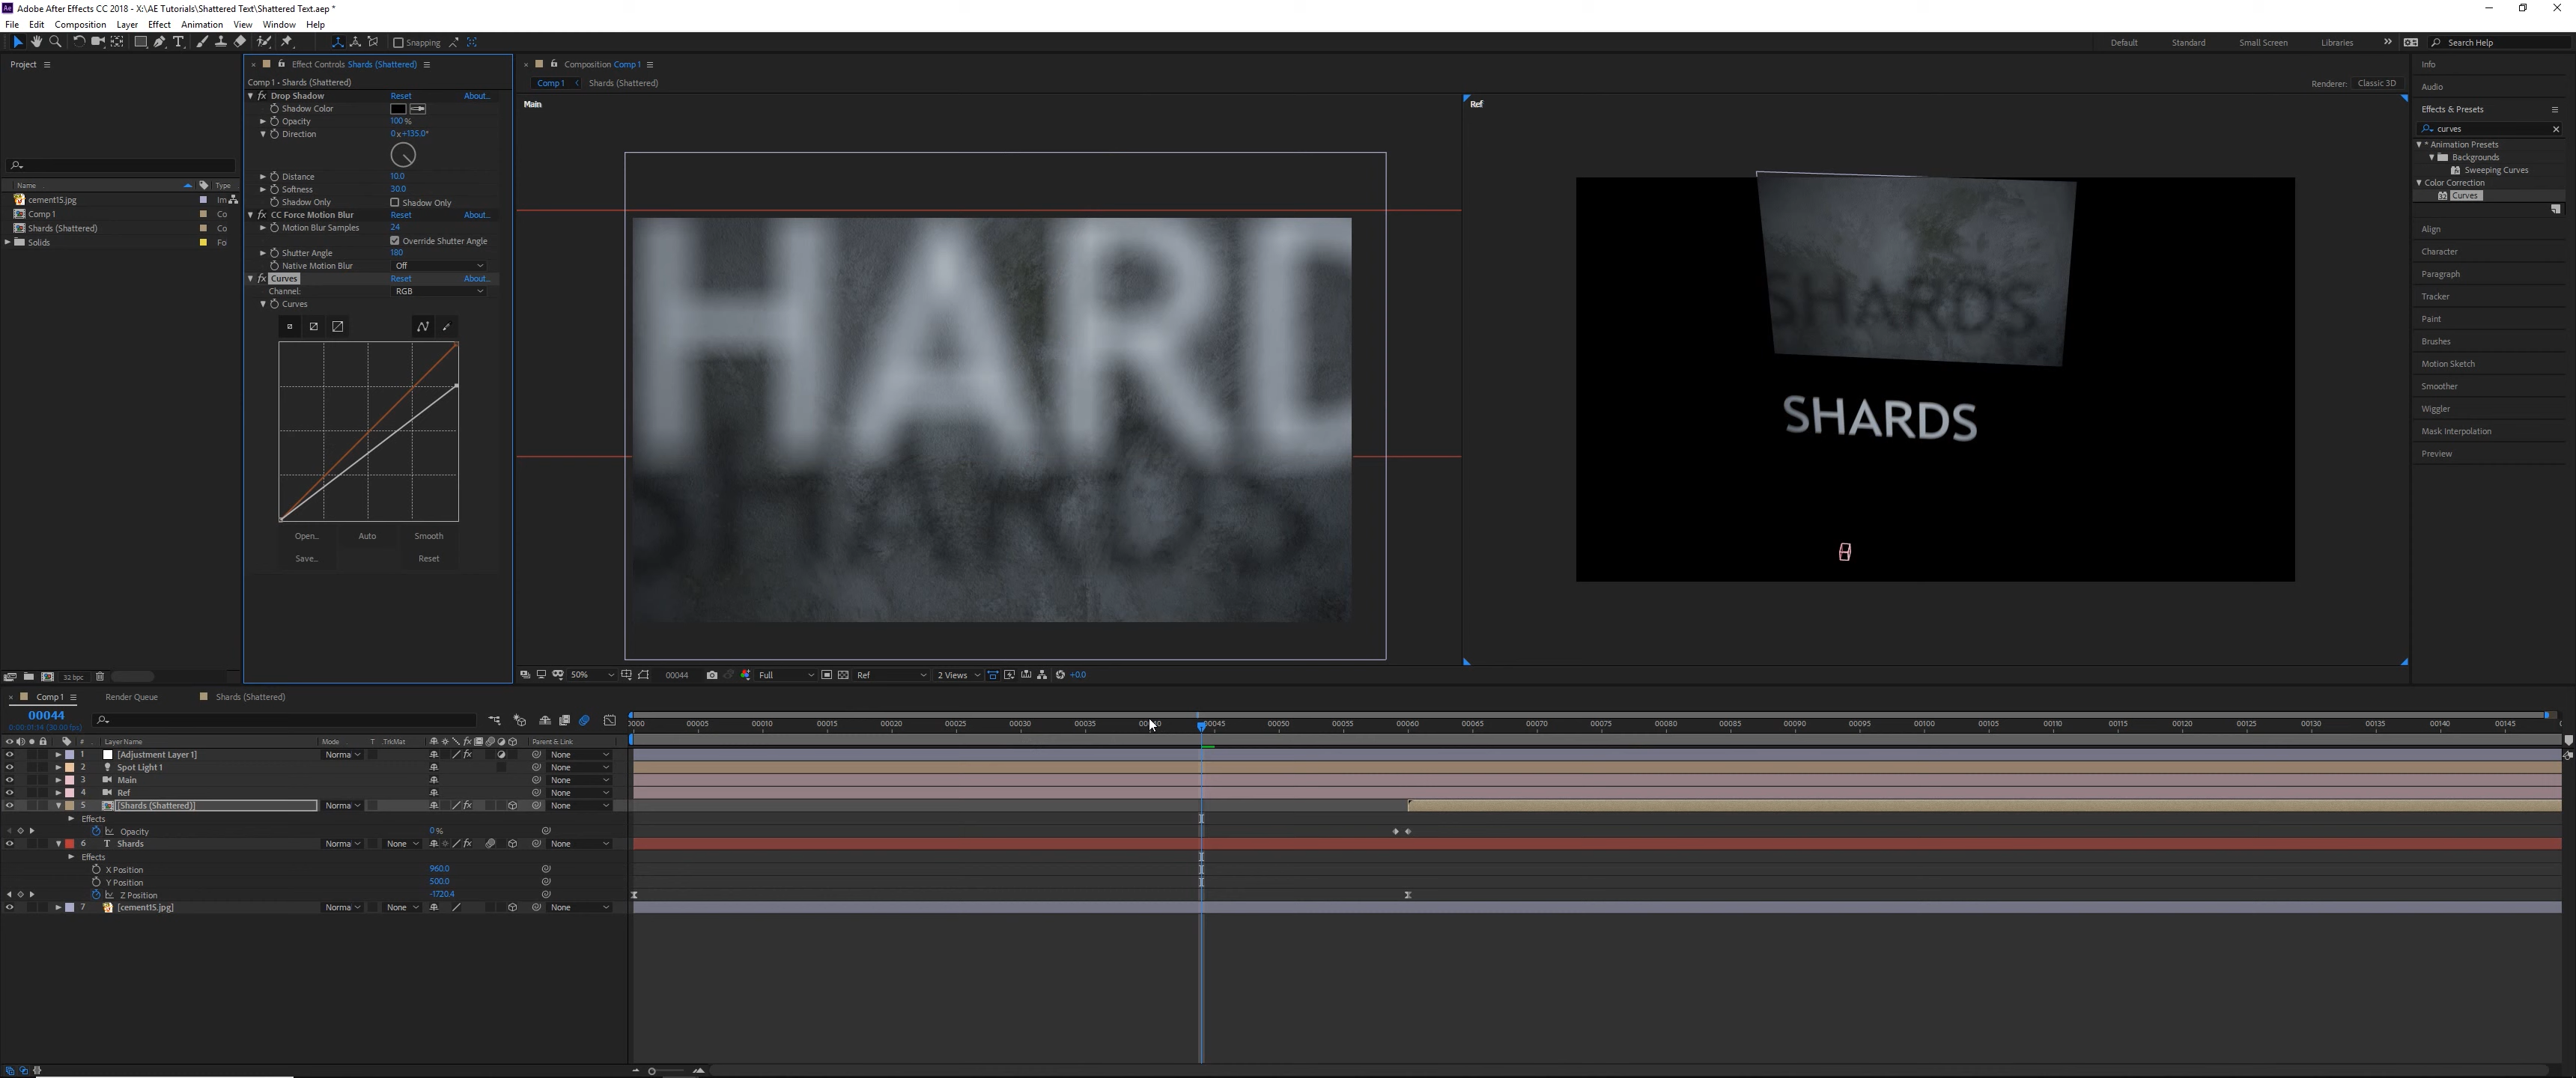 Adobe After Effects CC 2018 - X:\AE Tutorials\Shattered Text\Shattered Text.aep *
File Edit Composition Layer Effect Animation View Window Help
Snapping Default Standard Small Screen Libraries Search Help
Project
Name Type
cement15.jpg Im
Comp 1 Co
Shards (Shattered) Co
Solids Fo
32 bpc
Effect Controls Shards (Shattered)
Comp 1 • Shards (Shattered)
fx Drop Shadow Reset About...
Shadow Color
Opacity 100 %
Direction 0 x +135.0°
Distance 10.0
Softness 30.0
Shadow Only Shadow Only
fx CC Force Motion Blur Reset About...
Motion Blur Samples 24
Override Shutter Angle
Shutter Angle 180
Native Motion Blur Off
fx Curves Reset About...
Channel: RGB
Curves
Open... Auto Smooth
Save... Reset
Composition Comp 1
Comp 1 Shards (Shattered)
Renderer: Classic 3D
Main
HARD
SHARDS
Ref
SHARDS
SHARDS
50% 00044 Full Ref 2 Views +0.0
Info
Audio
Effects & Presets
curves
* Animation Presets
Backgrounds
Sweeping Curves
Color Correction
Curves
Align
Character
Paragraph
Tracker
Paint
Brushes
Motion Sketch
Smoother
Wiggler
Mask Interpolation
Preview
Comp 1 Render Queue Shards (Shattered)
00044
0:00:01:14 (30.00 fps)
0000 00005 00010 00015 00020 00025 00030 00035 00045 00050 00055 00060 00065 00070 00075 00080 00085 00090 00095 00100 00105 00110 00115 00120 00125 00130 00135 00140 00145
# Layer Name Mode T .TrkMat Parent & Link
1 [Adjustment Layer 1] Norma None
2 Spot Light 1 None
3 Main None
4 Ref None
5 [Shards (Shattered)] Norma None
Effects
Opacity 0 %
6 T Shards Norma None None
Effects
X Position 960.0
Y Position 500.0
Z Position -1720.4
7 [cement15.jpg] Norma None None